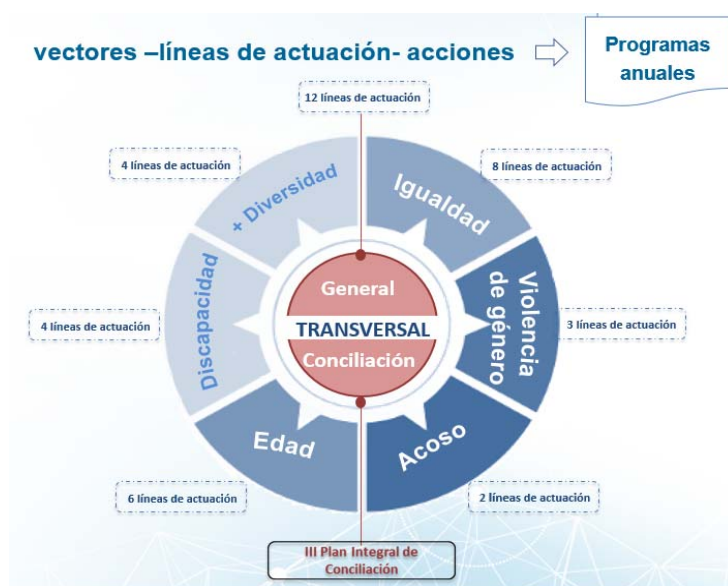 vectores –líneas de actuación- acciones
Programas
anuales
12 líneas de actuación
4 líneas de actuación
8 líneas de actuación
+ Diversidad
Igualdad
Discapacidad
General
TRANSVERSAL
Conciliación
Violencia
de género
4 líneas de actuación
3 líneas de actuación
Edad
Acoso
6 líneas de actuación
2 líneas de actuación
III Plan Integral de
Conciliación